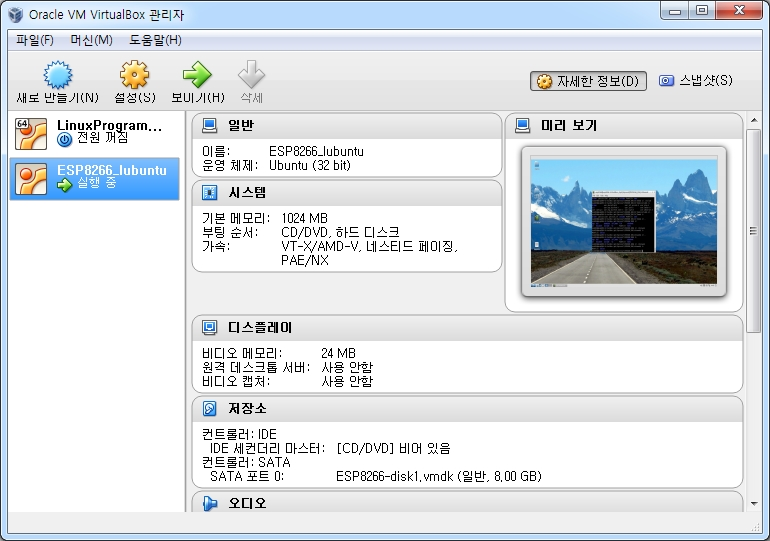 Oracle VM VirtualBox 관리자
파일(F) 머신(M) 도움말(H)
새로 만들기(N) 설정(S) 보이기(H) 삭제
자세한 정보(D) 스냅샷(S)
64
LinuxProgram...
전원 꺼짐
ESP8266_lubuntu
실행 중
일반
이름: ESP8266_lubuntu
운영 체제: Ubuntu (32 bit)
시스템
기본 메모리: 1024 MB
부팅 순서: CD/DVD, 하드 디스크
가속: VT-x/AMD-V, 네스티드 페이징,
PAE/NX
미리 보기
디스플레이
비디오 메모리: 24 MB
원격 데스크톱 서버: 사용 안함
비디오 캡처: 사용 안함
저장소
컨트롤러: IDE
IDE 세컨더리 마스터: [CD/DVD] 비어 있음
컨트롤러: SATA
SATA 포트 0: ESP8266-disk1.vmdk (일반, 8.00 GB)
오디오